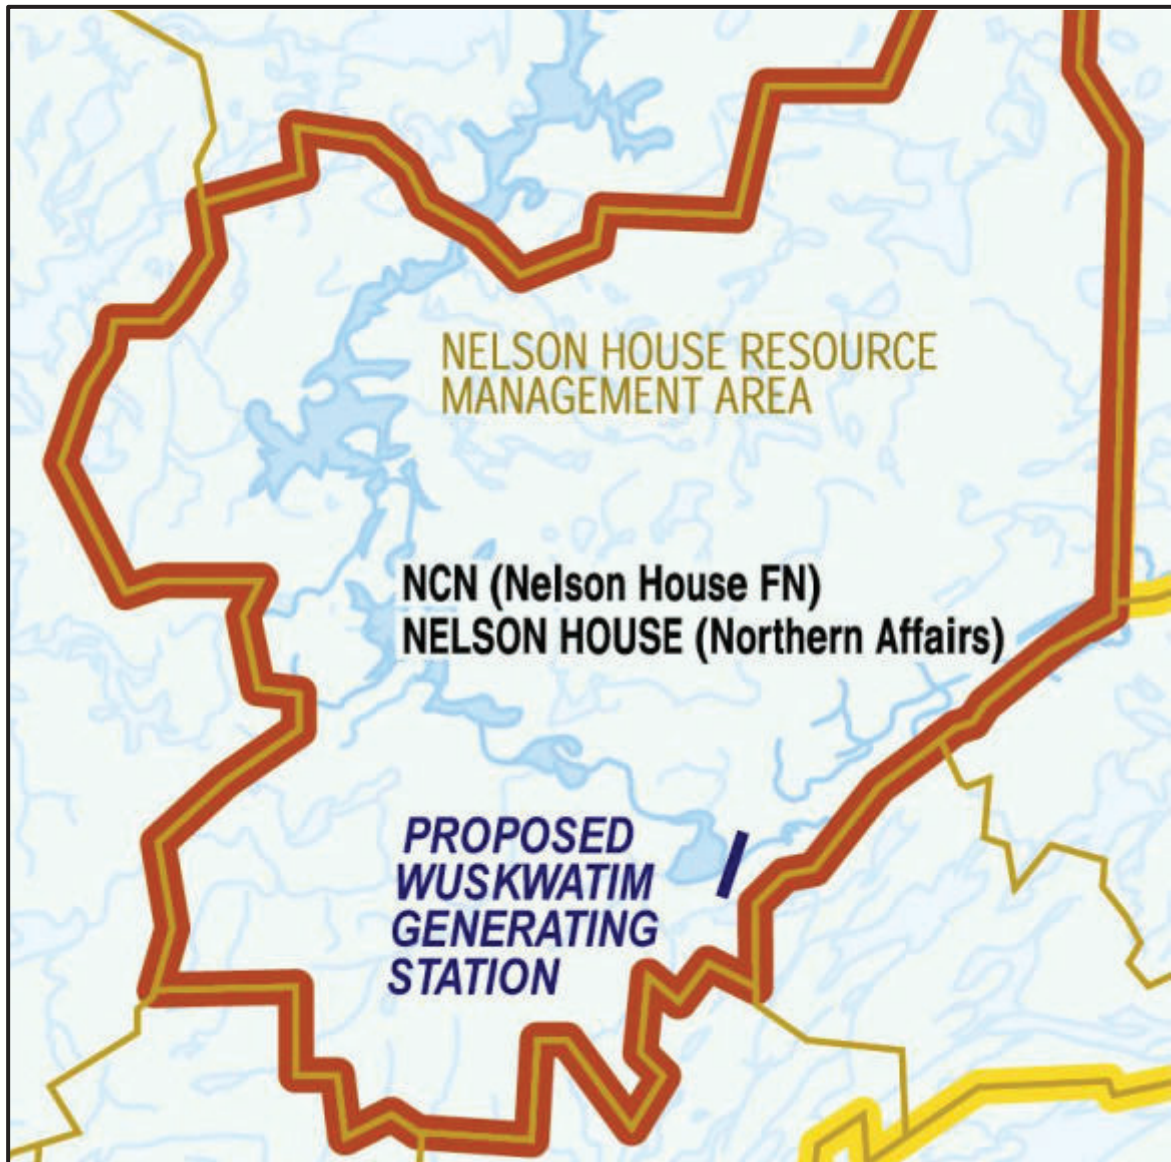 NELSON HOUSE RESOURCE
MANAGEMENT AREA
NCN (Nelson House FN)
NELSON HOUSE (Northern Affairs)
PROPOSED
WUSKWATIM
GENERATING
STATION